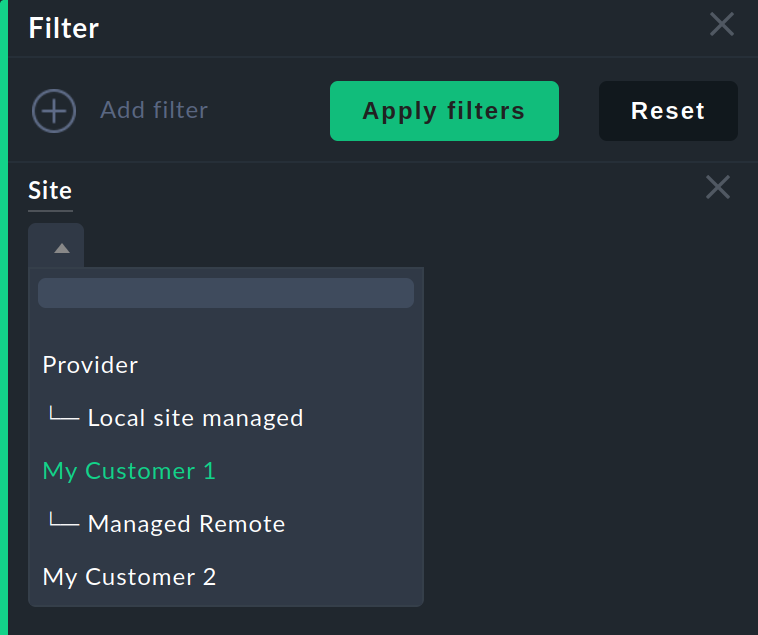 Filter
Add filter
Apply filters
Reset
Site
Provider
└─ Local site managed
My Customer 1
└─ Managed Remote
My Customer 2